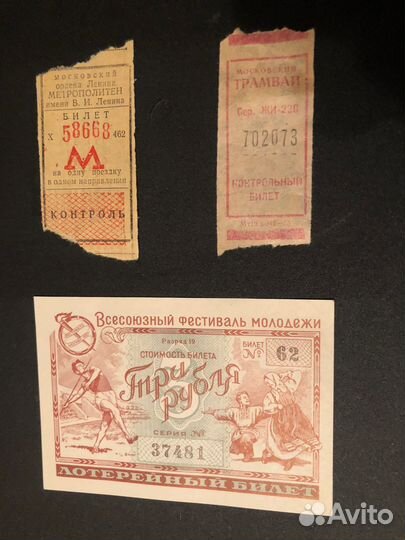 МОСКОВСКИЙ
ордена Ленина
МЕТРОПОЛИТЕН
имени В. И. Ленина
БИЛЕТ
Х 58668 462
М
на одну поездку
в одном направлении
КОНТРОЛЬ
МОСКОВСКИЙ
ТРАМВАЙ
Сер. ЖИ-220
702073
КОНТРОЛЬНЫЙ
БИЛЕТ
ВСЕСОЮЗНЫЙ ФЕСТИВАЛЬ МОЛОДЕЖИ
Разряд 19
СТОИМОСТЬ БИЛЕТА
БИЛЕТ
№ 62
3
Три
рубля
СЕРИЯ №
37481
ЛОТЕРЕЙНЫЙ БИЛЕТ
Avito